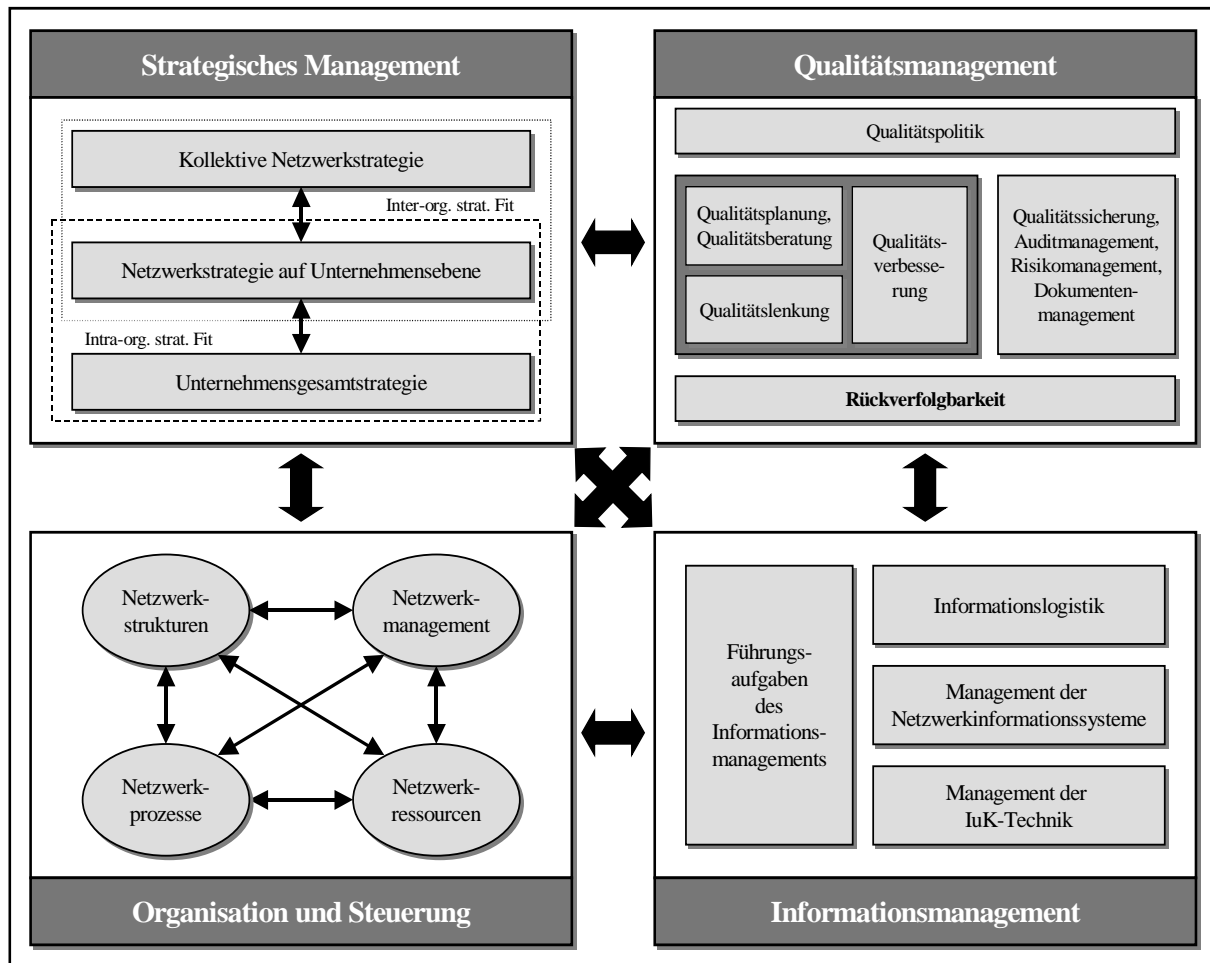 Strategisches Management
Kollektive Netzwerkstrategie
Inter-org. strat. Fit
Netzwerkstrategie auf Unternehmensebene
Intra-org. strat. Fit
Unternehmensgesamtstrategie
Qualitätsmanagement
Qualitätspolitik
Qualitätsplanung,
Qualitätsberatung
Qualitätslenkung
Qualitäts-
verbesse-
rung
Qualitätssicherung,
Auditmanagement,
Risikomanagement,
Dokumenten-
management
Rückverfolgbarkeit
Netzwerk-
strukturen
Netzwerk-
management
Netzwerk-
prozesse
Netzwerk-
ressourcen
Organisation und Steuerung
Führungs-
aufgaben
des
Informations-
managements
Informationslogistik
Management der
Netzwerkinformationssysteme
Management der
IuK-Technik
Informationsmanagement